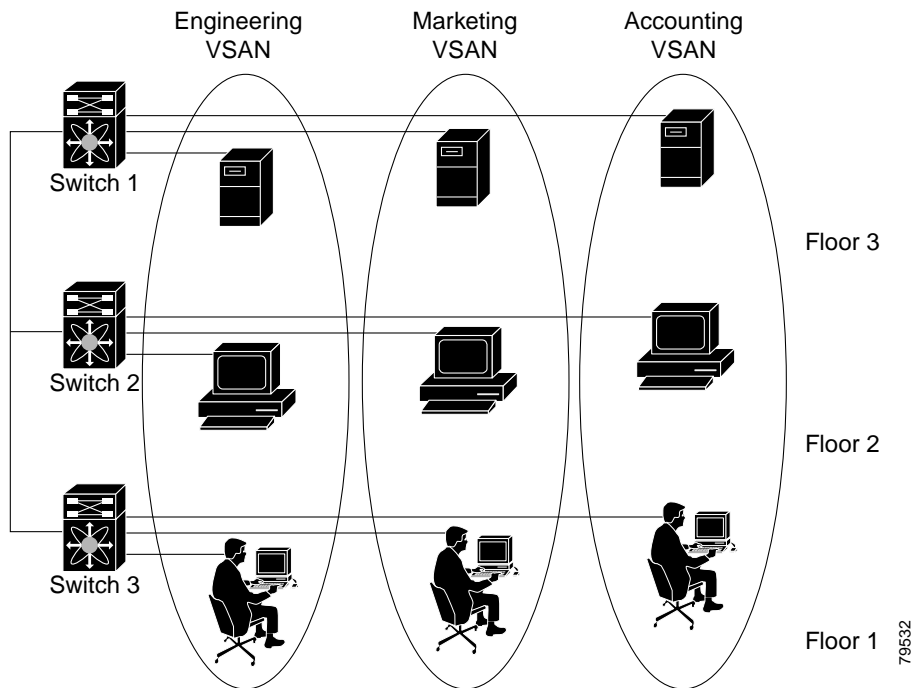 Engineering
VSAN
Marketing
VSAN
Accounting
VSAN
Switch 1
Floor 3
Switch 2
Floor 2
Switch 3
Floor 1
79532